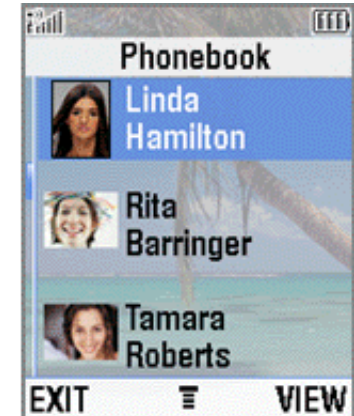 Phonebook
Linda
Hamilton
Rita
Barringer
Tamara
Roberts
EXIT VIEW